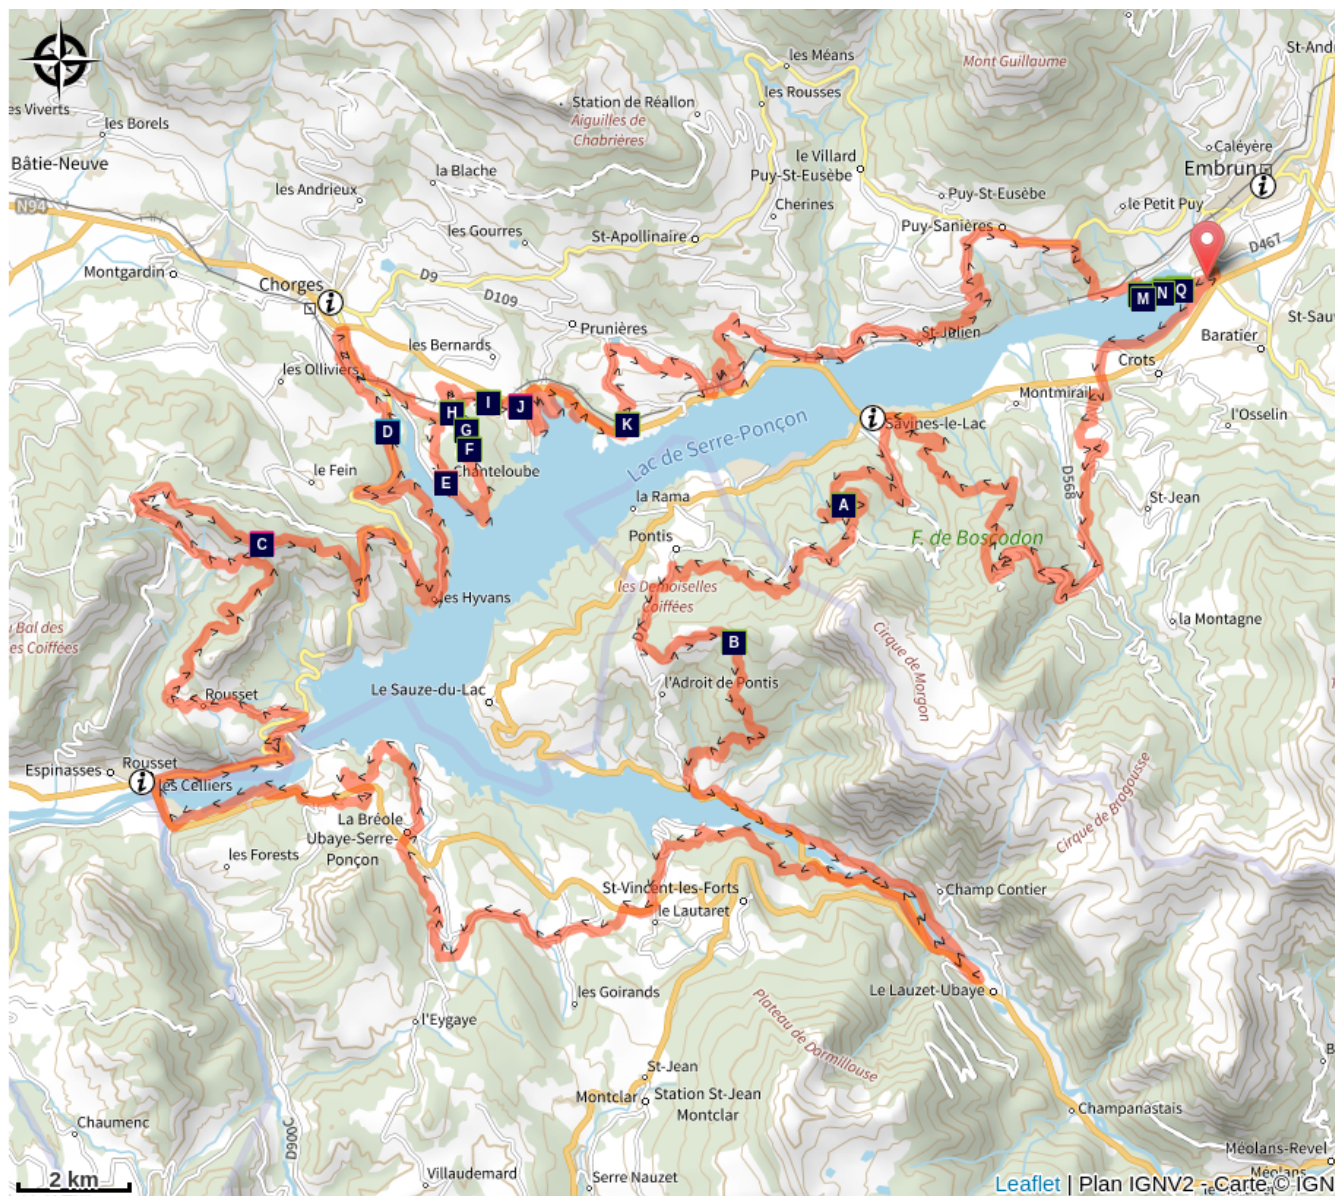 les Méans
Mont Guillaume
St-And
les Rousses
Station de Réallon
es Viverts
les Borels
Aiguilles de
Chabrières
Caléyère
Bâtie-Neuve
le Villard
Puy-St-Eusèbe
Embrun
i
la Blache
les Andrieux
Puy-St-Eusèbe
Cherines
le Petit Puy
N94
les Gourres
St-Apollinaire
Puy-Sanières
D467
Montgardin
D9
Chorges
i
D109
M
N
Q
St-Sau
Prunières
St-Julien
Baratier
les Bernards
Crots
les Olliviers
Montmirail
H
I
J
l'Osselin
i
Savines-le-Lac
D
G
K
Lac de Serre-Ponçon
F
le Fein
Chanteloube
D568
E
la Rama
St-Jean
A
Pontis
F. de Boscodon
C
les Demoiselles
Coiffées
les Hyvans
la Montagne
u Bal des
es Coiffées
Cirque de Morgon
B
l'Adroit de Pontis
Rousset
Le Sauze-du-Lac
Espinasses
Rousset
i
les Celliers
Cirque de Bragousse
La Bréole
Ubaye-Serre-
Ponçon
les Forests
St-Vincent-les-Forts
Champ Contier
le Lautaret
Le Lauzet-Ubaye
les Goirands
l'Eygaye
Plateau de Dormillouse
St-Jean
Montclar
Station St-Jean
Montclar
Champanastais
Chaumenc
D900C
Méolans-Revel
Méolans
Villaudemard
Serre Nauzet
2 km
Leaflet | Plan IGNV2 - Carte © IGN